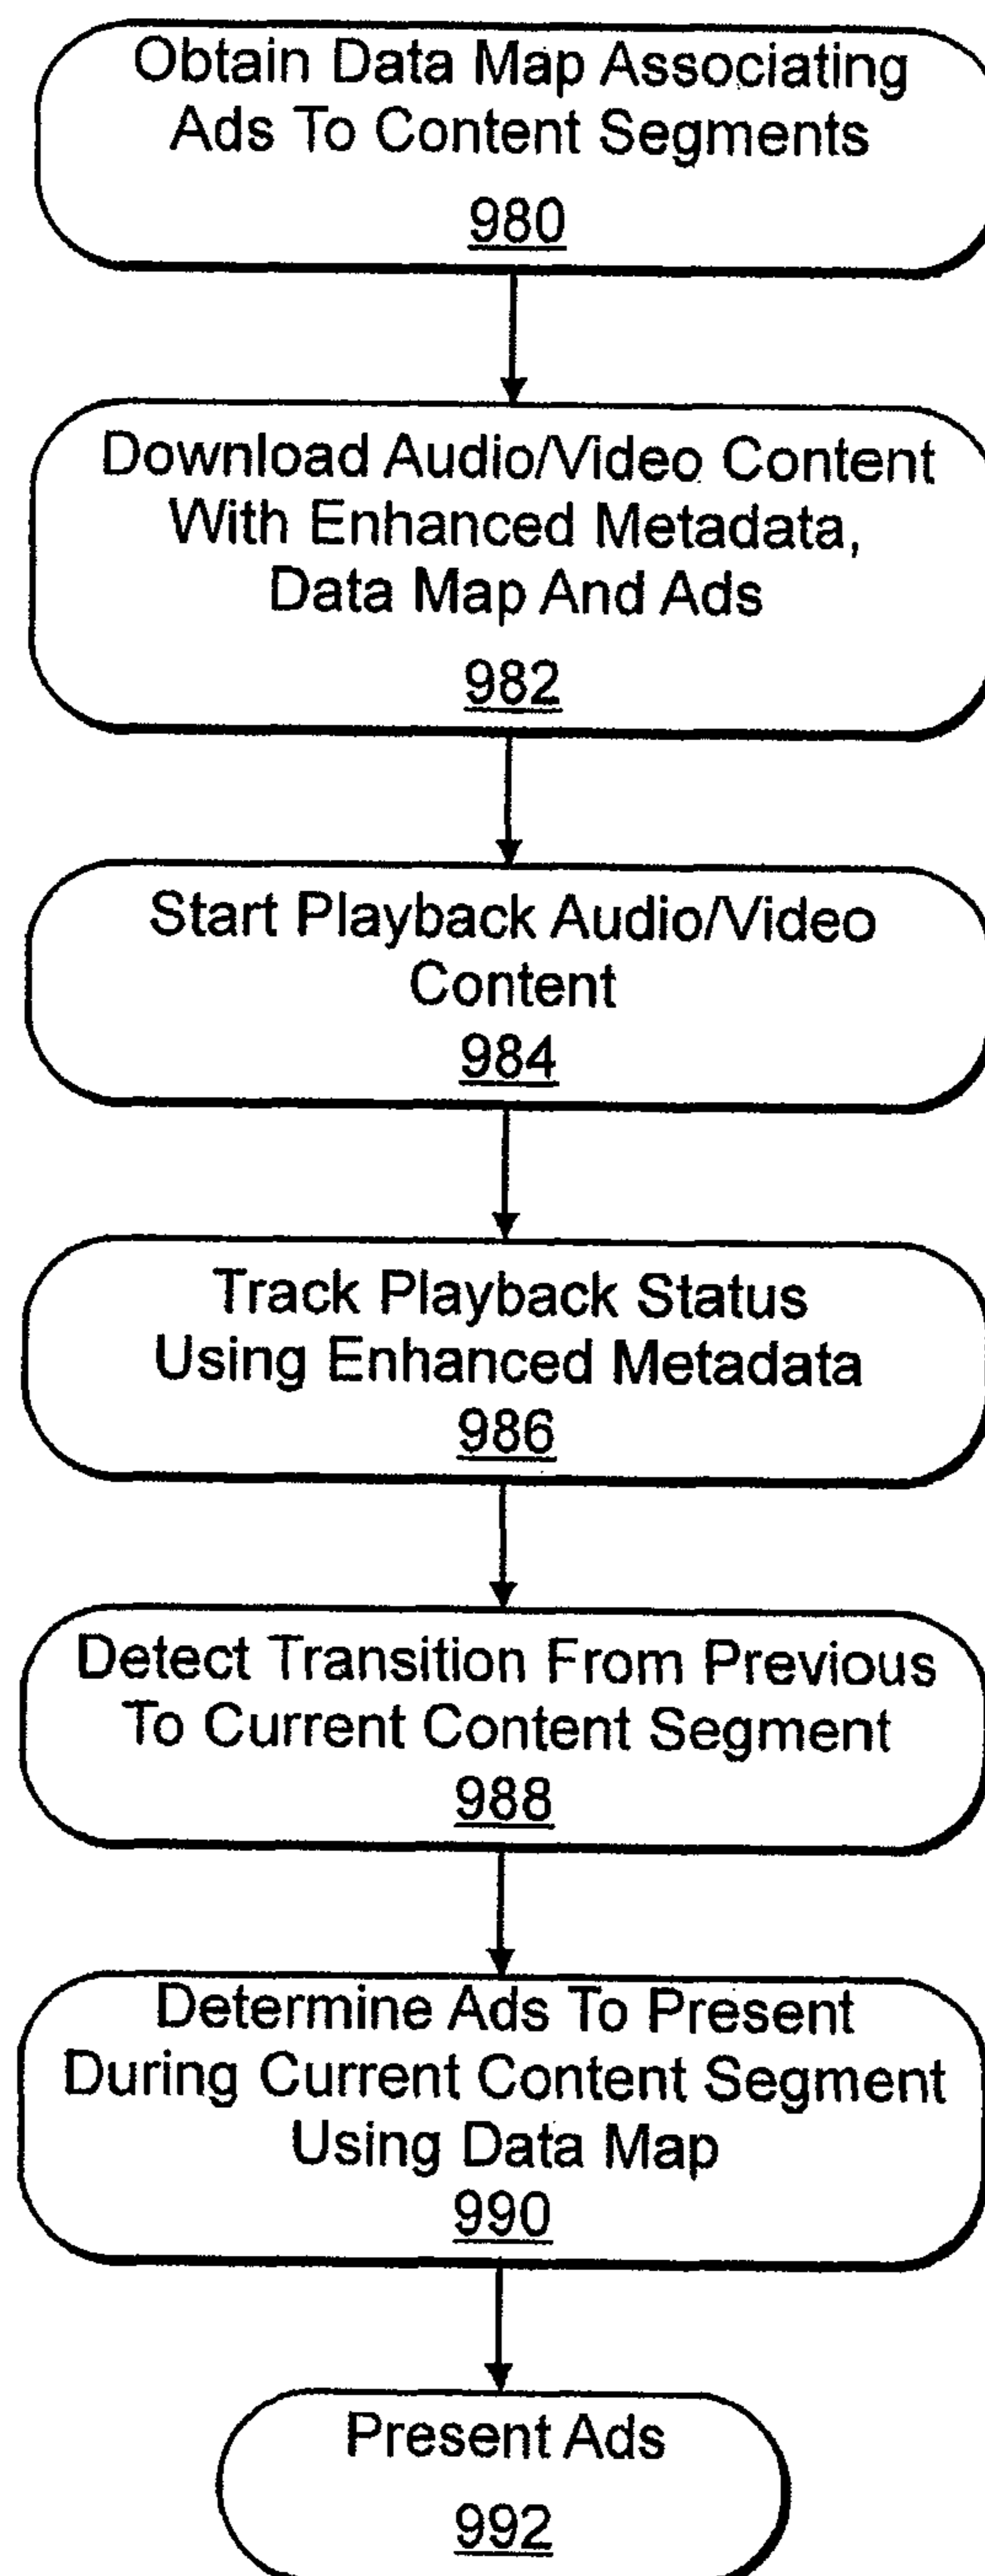 Obtain Data Map Associating
Ads To Content Segments
980
Download Audio/Video Content
With Enhanced Metadata,
Data Map And Ads
982
Start Playback Audio/Video
Content
984
Track Playback Status
Using Enhanced Metadata
986
Detect Transition From Previous
To Current Content Segment
988
Determine Ads To Present
During Current Content Segment
Using Data Map
990
Present Ads
992